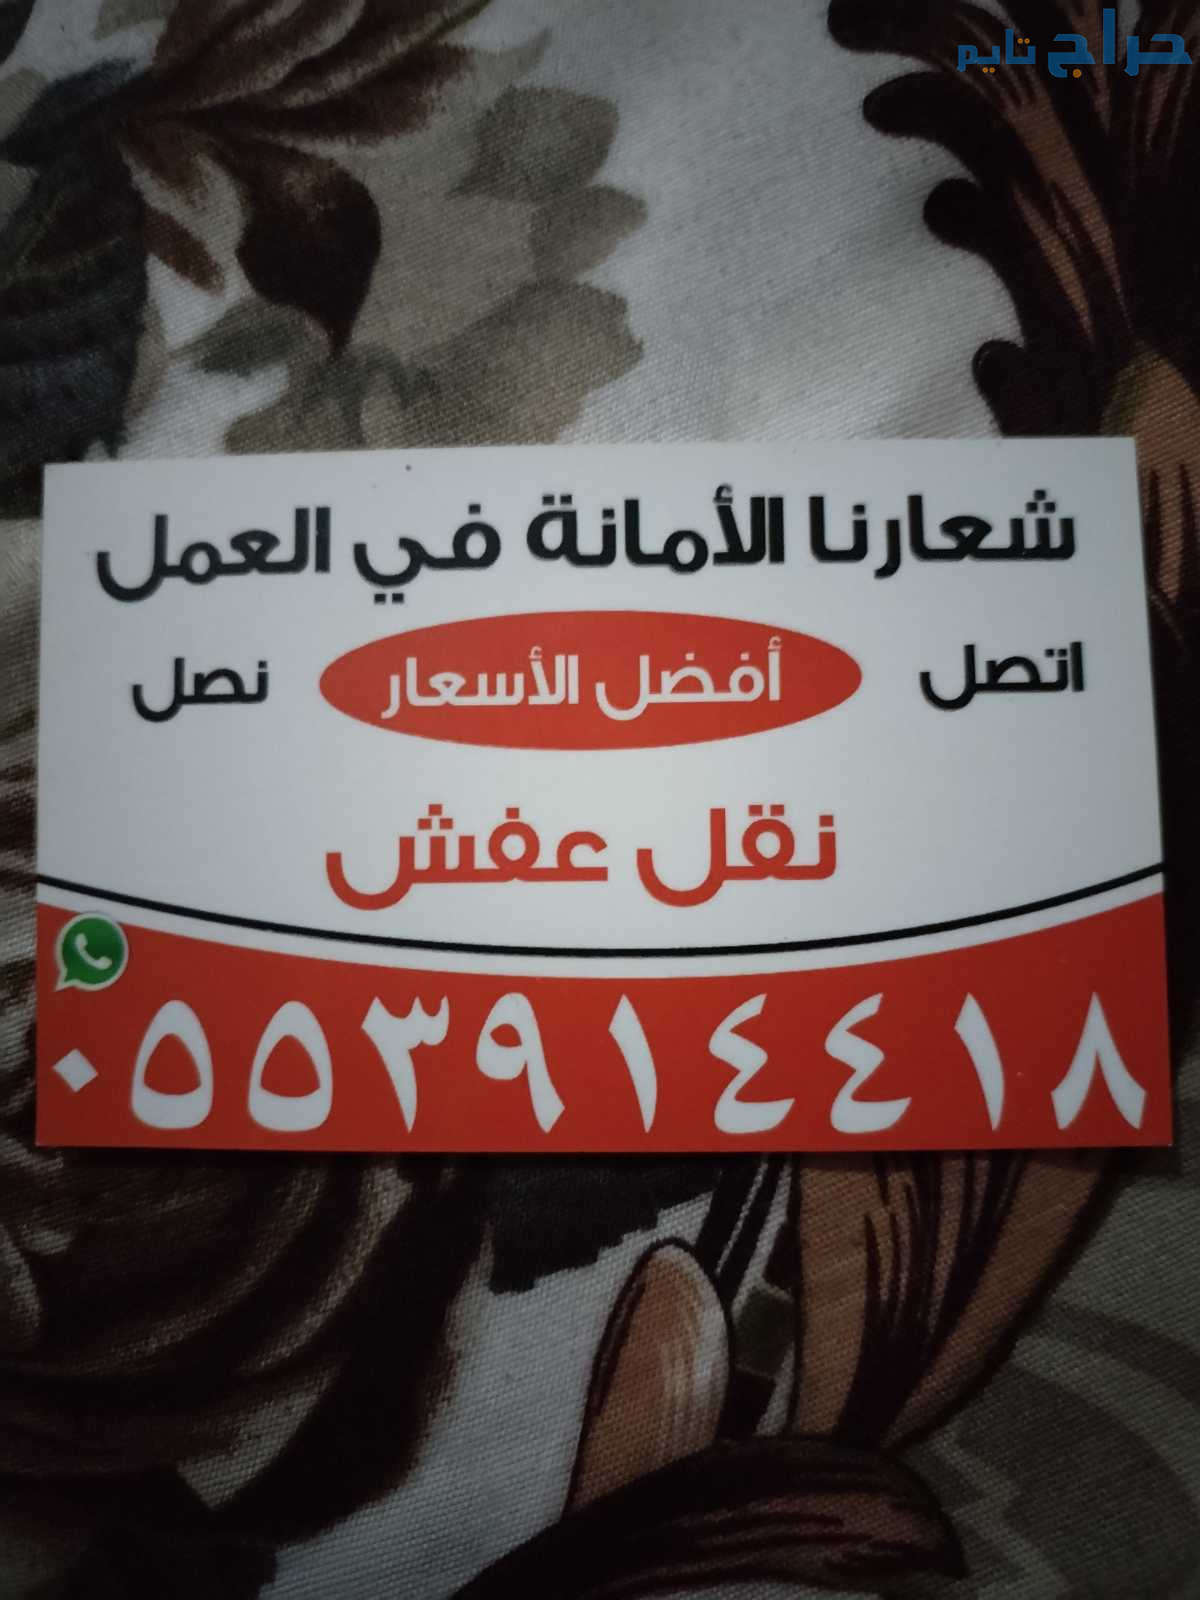 حراج تايم
شعارنا الأمانة في العمل
اتصل أفضل الأسعار نصل
نقل عفش
٠٥٥٣٩١٤٤١٨